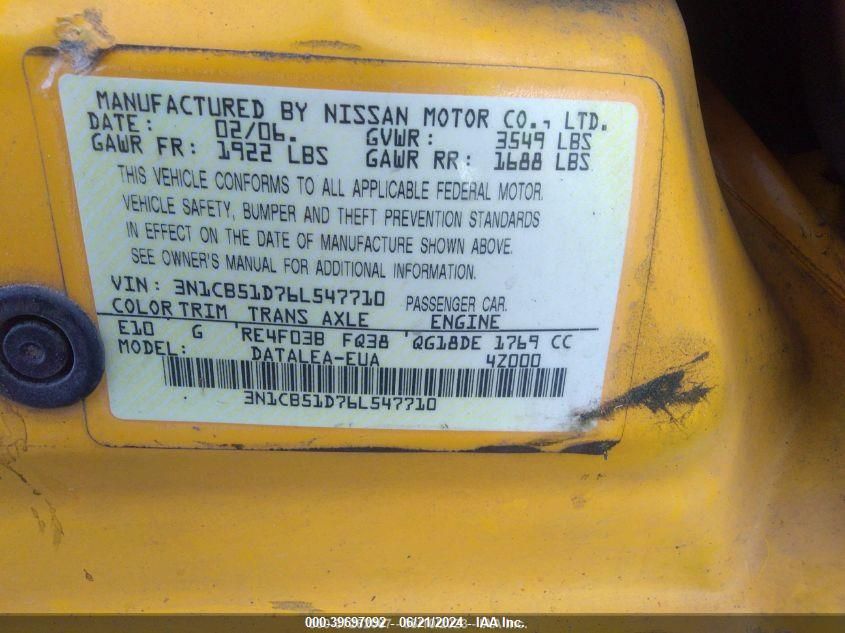 MANUFACTURED BY NISSAN MOTOR CO., LTD.
DATE: 02/06. GVWR: 3549 LBS
GAWR FR: 1922 LBS GAWR RR: 1688 LBS
THIS VEHICLE CONFORMS TO ALL APPLICABLE FEDERAL MOTOR
VEHICLE SAFETY, BUMPER AND THEFT PREVENTION STANDARDS
IN EFFECT ON THE DATE OF MANUFACTURE SHOWN ABOVE.
SEE OWNER'S MANUAL FOR ADDITIONAL INFORMATION.
VIN: 3N1CB51D76L547710 PASSENGER CAR.
COLOR TRIM TRANS AXLE ENGINE
E10 G RE4F03B FQ38 QG18DE 1769 CC
MODEL: DATALEA-EUA 4Z000
3N1CB51D76L547710
000-39697092 - 06/21/2024 - IAA Inc.